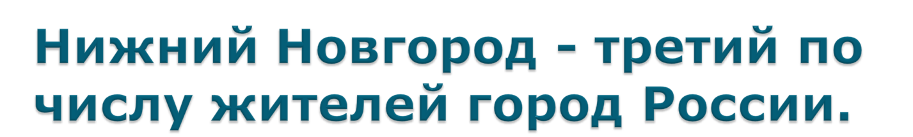 Нижний Новгород - третий по
числу жителей город России.